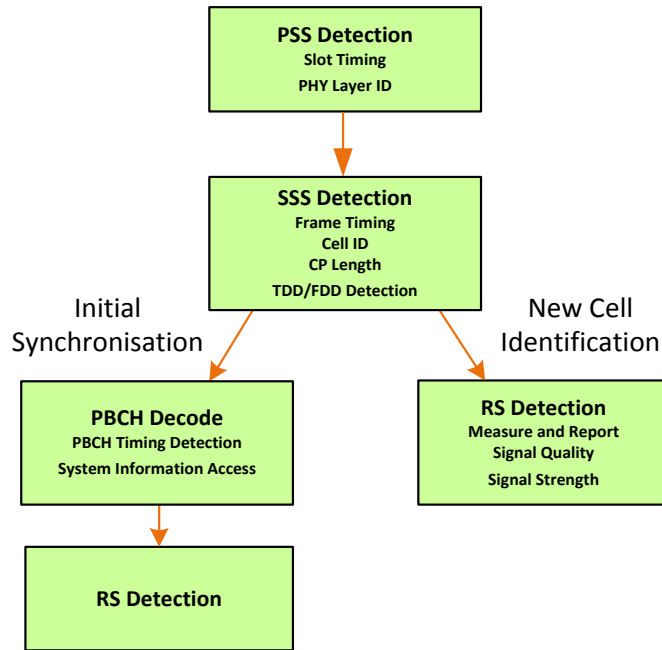 PSS Detection
Slot Timing
PHY Layer ID
SSS Detection
Frame Timing
Cell ID
CP Length
TDD/FDD Detection
Initial
Synchronisation
New Cell
Identification
PBCH Decode
PBCH Timing Detection
System Information Access
RS Detection
Measure and Report
Signal Quality
Signal Strength
RS Detection